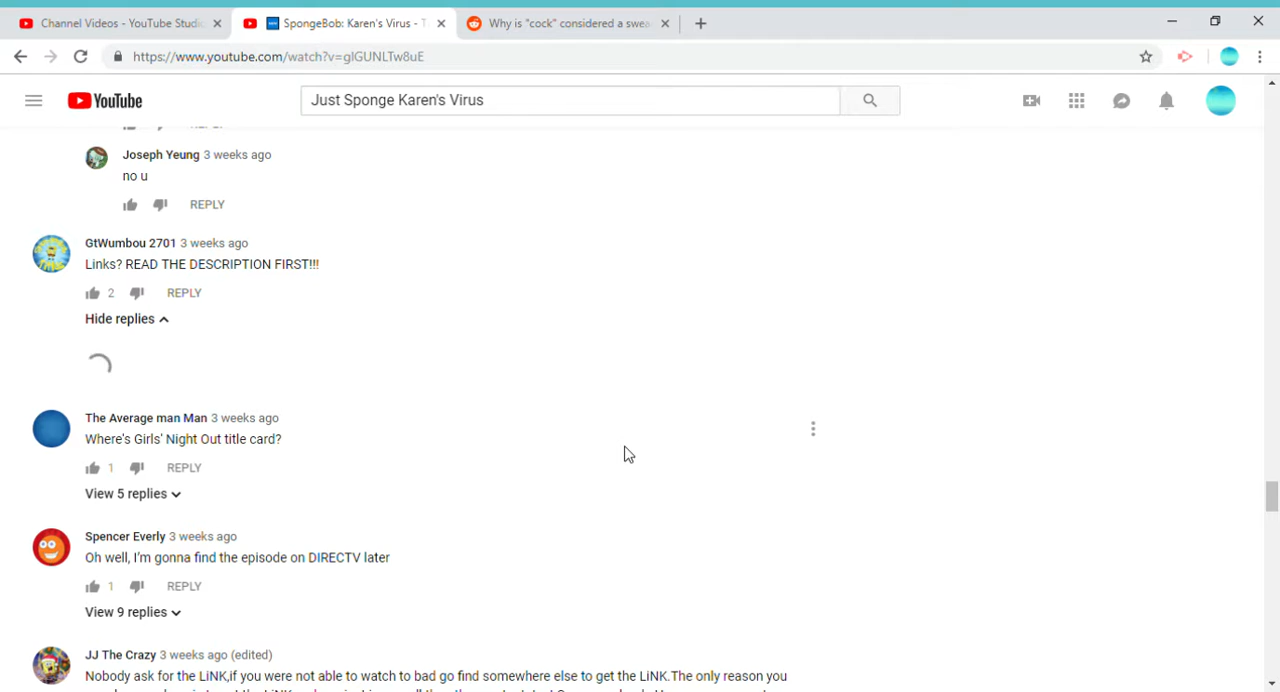 Channel Videos - YouTube Studio
SpongeBob: Karen's Virus - T
Why is "cock" considered a swea
https://www.youtube.com/watch?v=glGUNLTw8uE
YouTube
Just Sponge Karen's Virus
Joseph Yeung 3 weeks ago
no u
REPLY
GtWumbou 2701 3 weeks ago
Links? READ THE DESCRIPTION FIRST!!!
2 REPLY
Hide replies
The Average man Man 3 weeks ago
Where's Girls' Night Out title card?
1 REPLY
View 5 replies
Spencer Everly 3 weeks ago
Oh well, I'm gonna find the episode on DIRECTV later
1 REPLY
View 9 replies
JJ The Crazy 3 weeks ago (edited)
Nobody ask for the LiNK,if you were not able to watch to bad go find somewhere else to get the LiNK.The only reason you